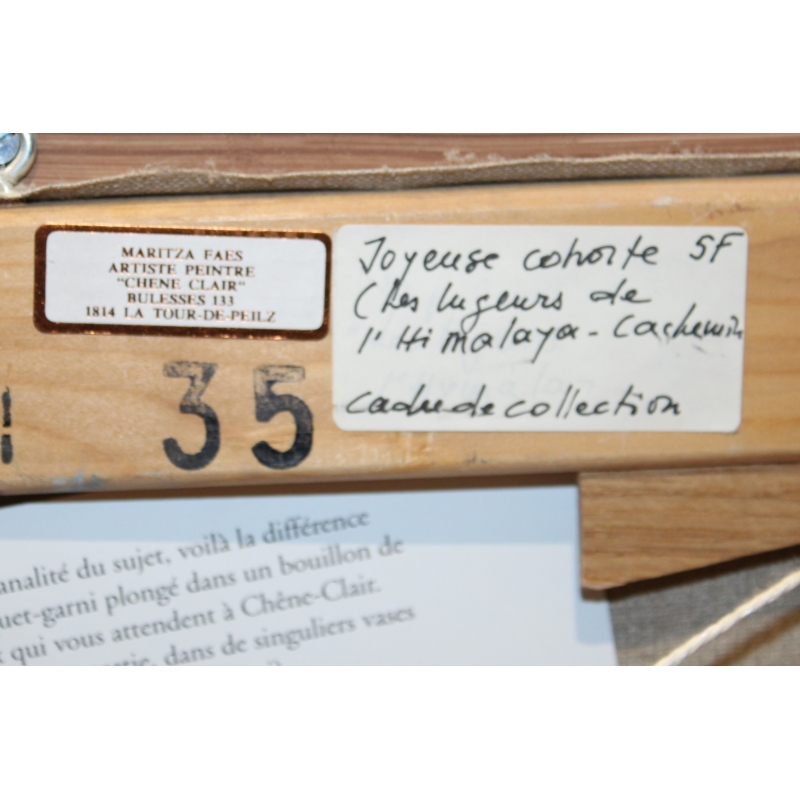 MARITZA FAES
ARTISTE PEINTRE
"CHENE CLAIR"
BULESSES 133
1814 LA TOUR-DE-PEILZ
Joyeuse cohorte 5F
(Les lugeurs de
l'Himalaya - Cachemir
cadre de collection
35
analité du sujet, voilà la différence
uet-garni plongé dans un bouillon de
qui vous attendent à Chêne-Clair.
dans de singuliers vases